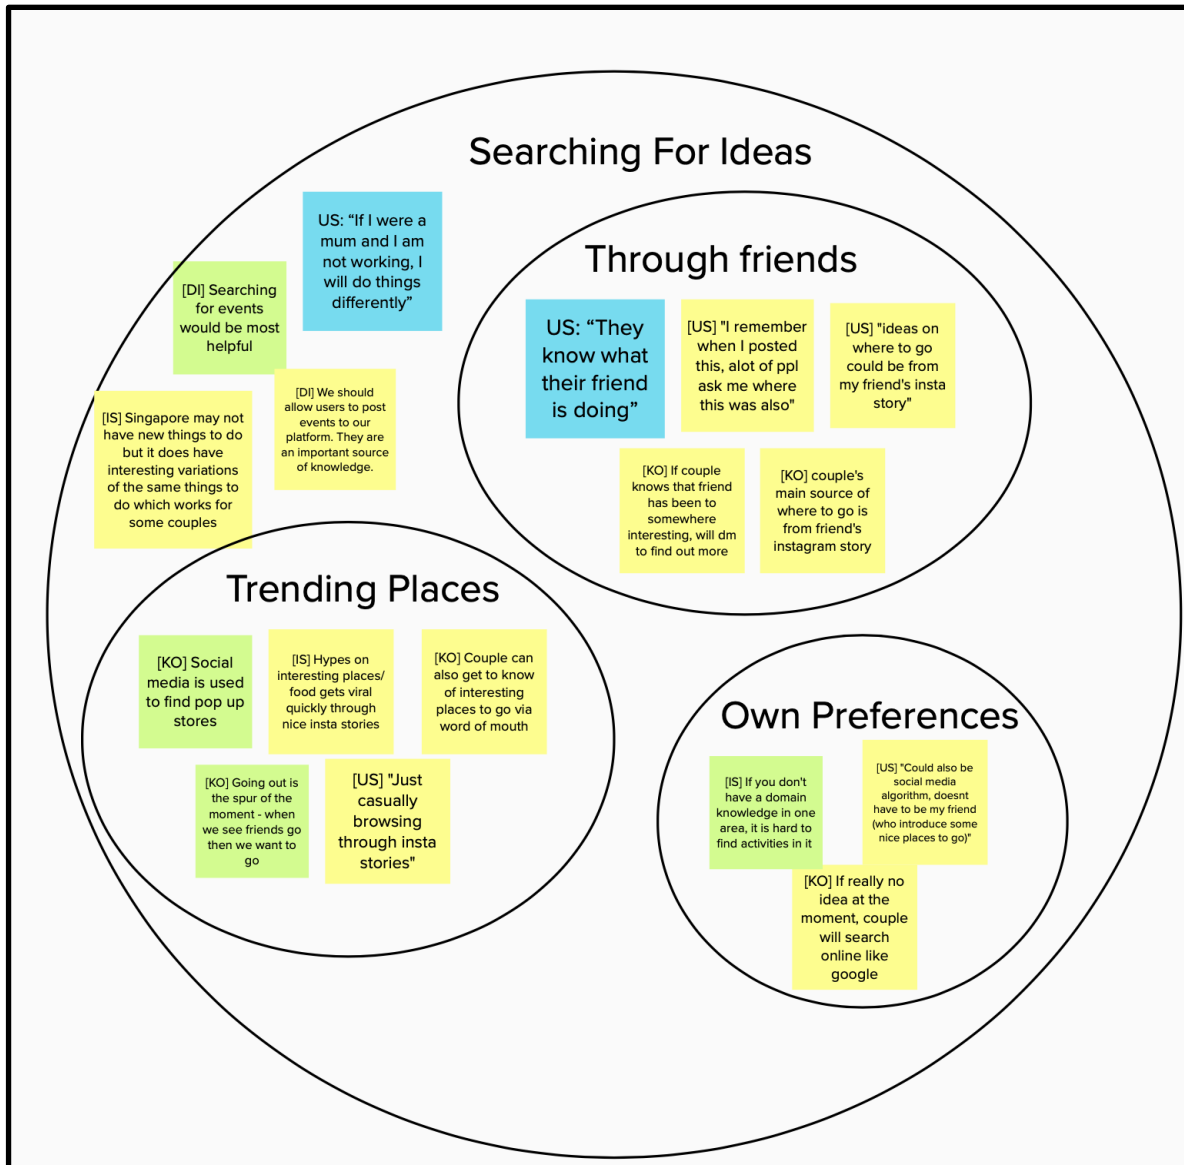 Searching For Ideas
US: “If I were a
mum and I am
not working, I
will do things
differently”
[DI] Searching
for events
would be most
helpful
[DI] We should
allow users to post
events to our
platform. They are
an important source
of knowledge.
[IS] Singapore may not
have new things to do
but it does have
interesting variations
of the same things to
do which works for
some couples
Through friends
US: “They
know what
their friend
is doing”
[US] "I remember
when I posted
this, alot of ppl
ask me where
this was also"
[US] "ideas on
where to go
could be from
my friend's insta
story"
[KO] If couple
knows that friend
has been to
somewhere
interesting, will dm
to find out more
[KO] couple's
main source of
where to go is
from friend's
instagram story
Trending Places
[KO] Social
media is used
to find pop up
stores
[IS] Hypes on
interesting places/
food gets viral
quickly through
nice insta stories
[KO] Couple can
also get to know
of interesting
places to go via
word of mouth
[KO] Going out is
the spur of the
moment - when
we see friends go
then we want to
go
[US] "Just
casually
browsing
through insta
stories"
Own Preferences
[IS] If you don't
have a domain
knowledge in one
area, it is hard to
find activities in it
[US] "Could also be
social media
algorithm, doesnt
have to be my friend
(who introduce some
nice places to go)"
[KO] If really no
idea at the
moment, couple
will search
online like
google